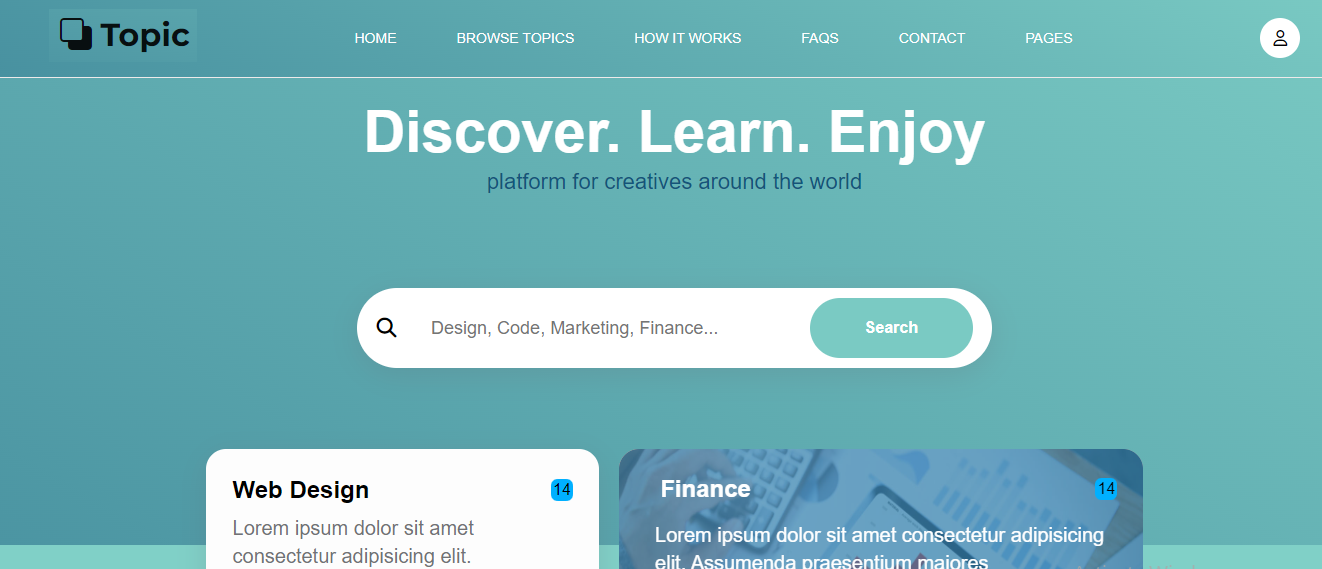 Topic
HOME BROWSE TOPICS HOW IT WORKS FAQS CONTACT PAGES
Discover. Learn. Enjoy
platform for creatives around the world
Design, Code, Marketing, Finance...
Search
Web Design
14
Lorem ipsum dolor sit amet
consectetur adipisicing elit.
Finance
14
Lorem ipsum dolor sit amet consectetur adipisicing
elit. Assumenda praesentium maiores